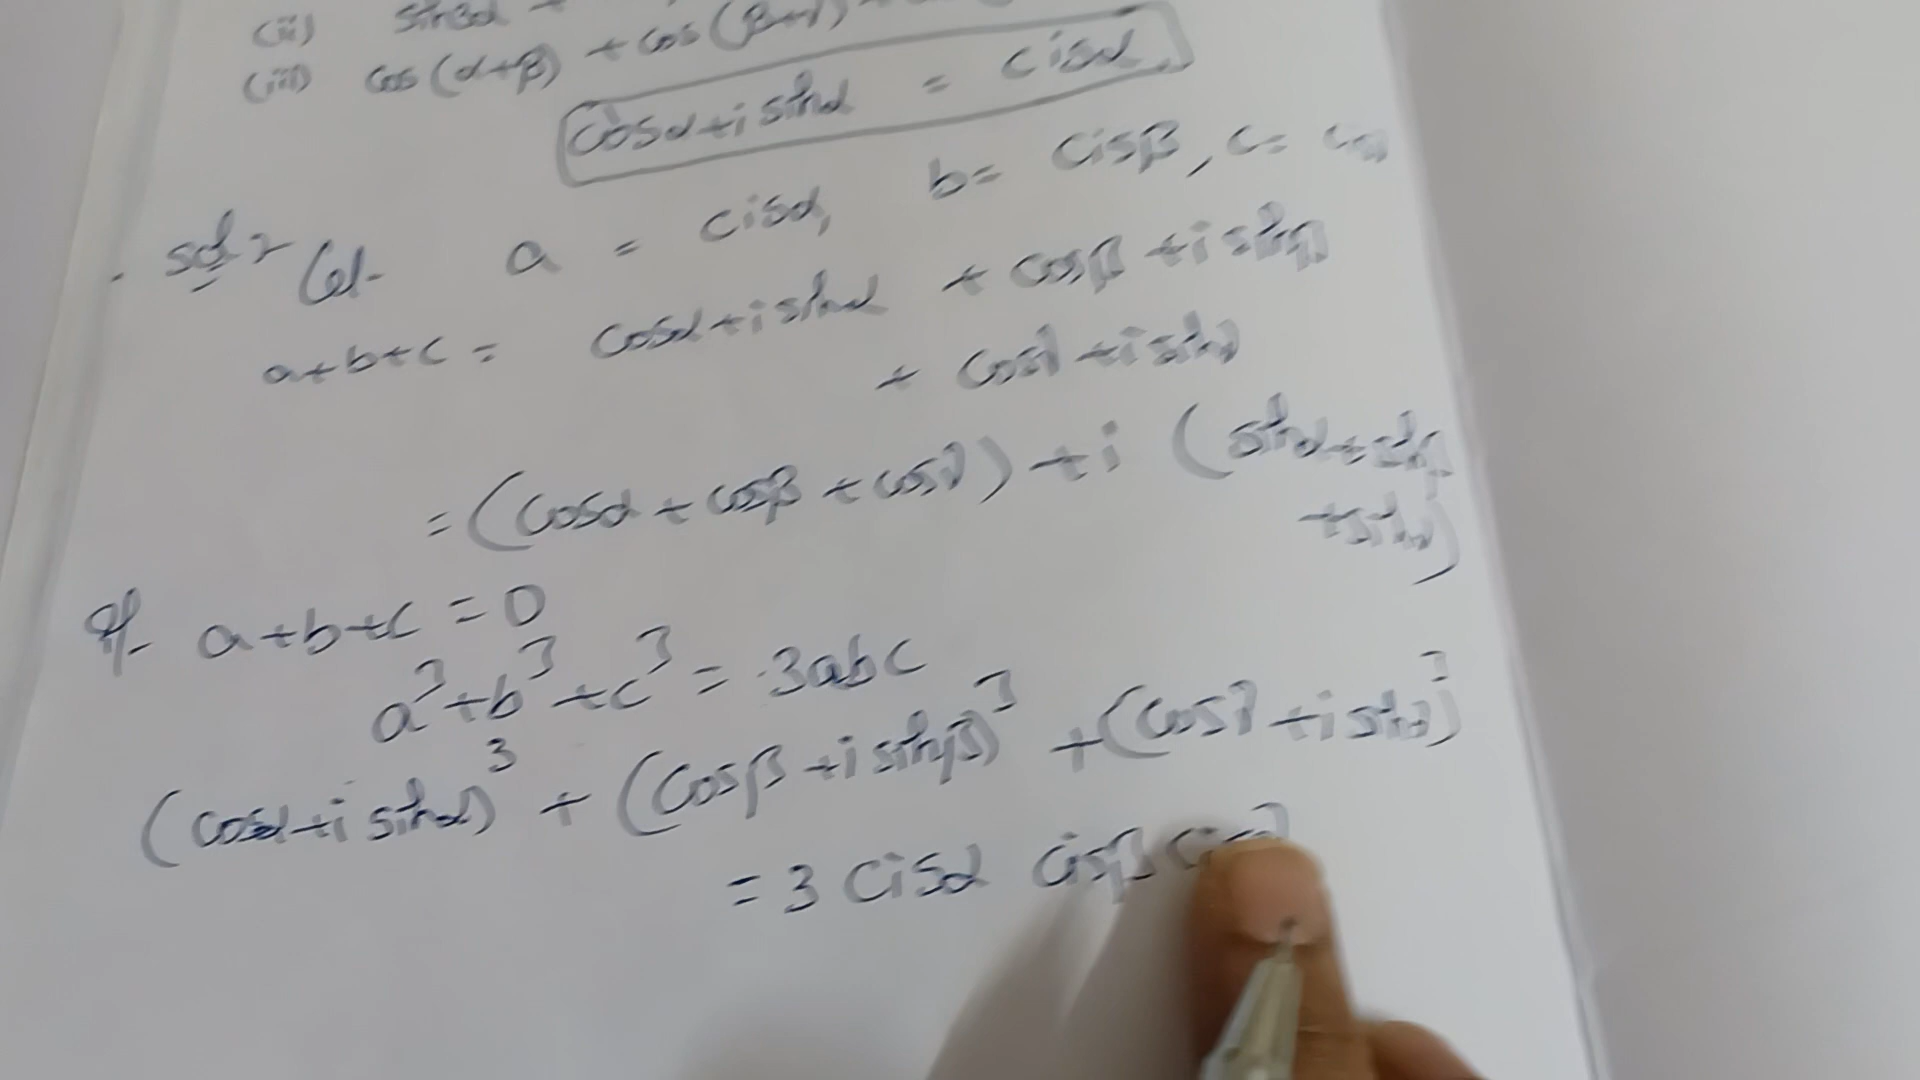 (ii) sin3α +
(iii) cos(α+β) + cos(β+γ) +
cosα+i sinα = cisα.
sol:- Let a = cisα, b= cisβ, c=
a+b+c = cosα+i sinα + cosβ +i sinβ
+ cosγ +i sinγ
= (cosα + cosβ + cosγ) +i (sinα+sinβ
+sinγ)
If a+b+c = 0
a³+b³+c³ = 3abc
(cosα+i sinα)³ + (cosβ +i sinβ)³ +(cosγ +i sinγ)³
= 3 cisα cisβ cisγ